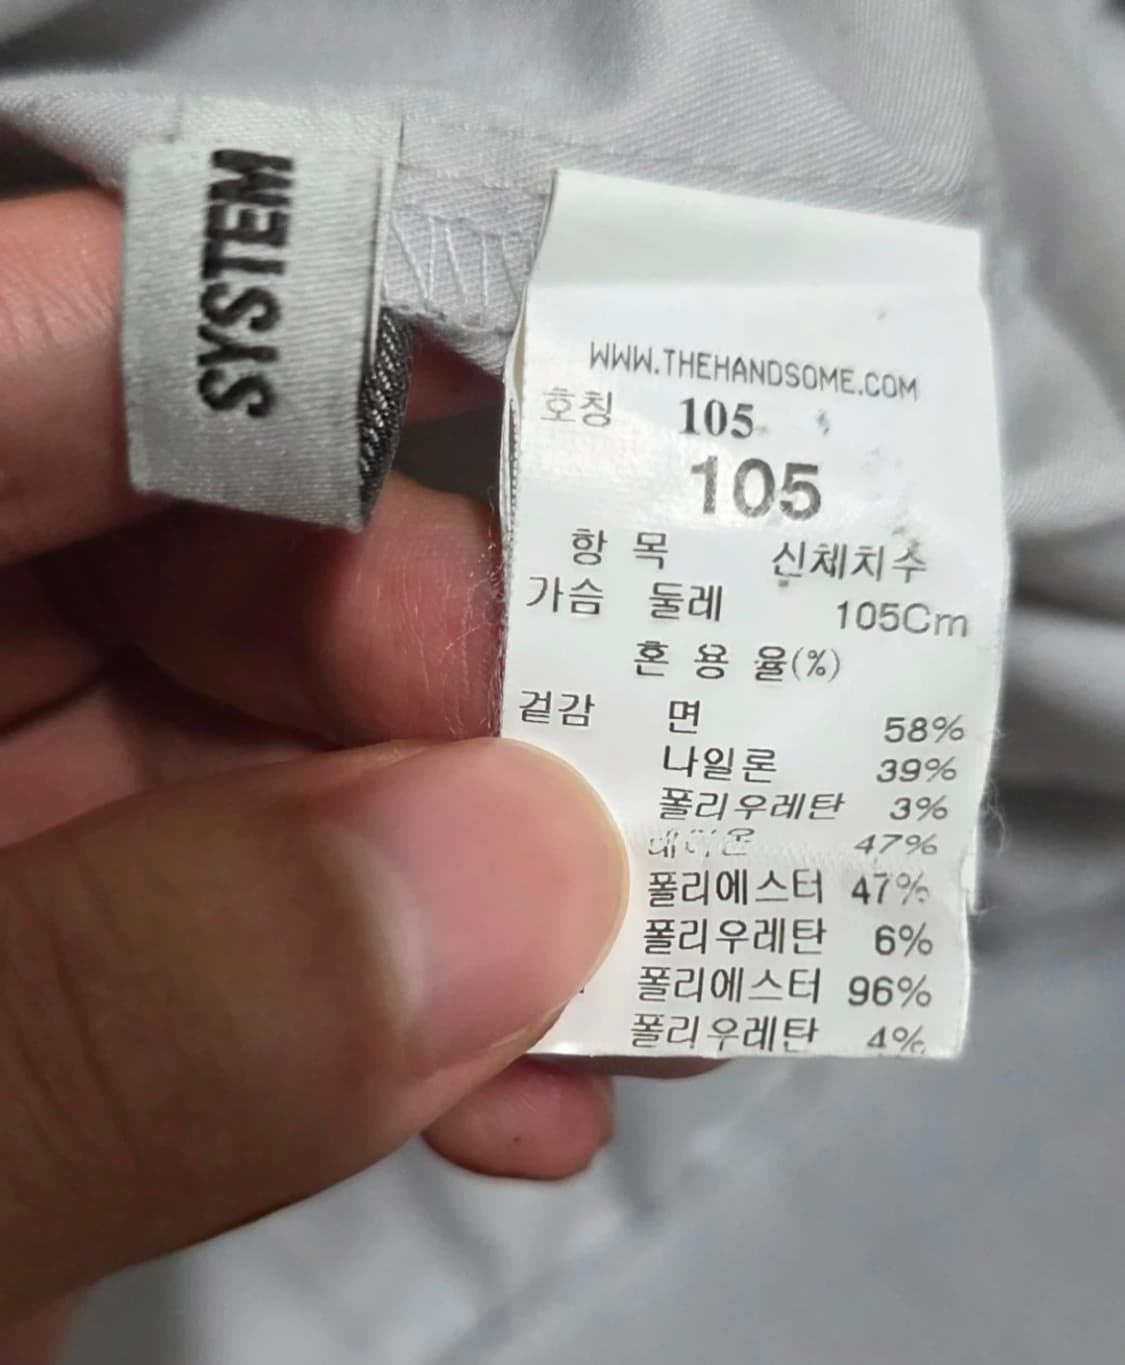 SYSTEM
WWW.THEHANDSOME.COM
호칭 105
105
항 목 신체치수
가슴 둘레 105Cm
혼 용 율(%)
겉감 면 58%
나일론 39%
폴리우레탄 3%
레이온 47%
폴리에스터 47%
폴리우레탄 6%
폴리에스터 96%
폴리우레탄 4%